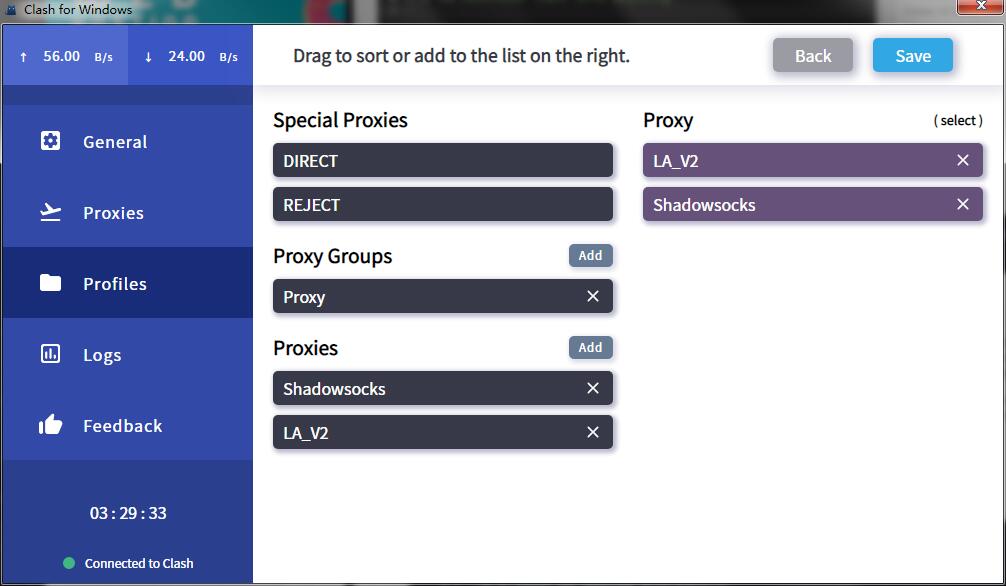 Clash for Windows
↑ 56.00 B/s ↓ 24.00 B/s
Drag to sort or add to the list on the right.
Back
Save
General
Proxies
Profiles
Logs
Feedback
03 : 29 : 33
Connected to Clash
Special Proxies
DIRECT
REJECT
Proxy Groups Add
Proxy
Proxies Add
Shadowsocks
LA_V2
Proxy ( select )
LA_V2
Shadowsocks